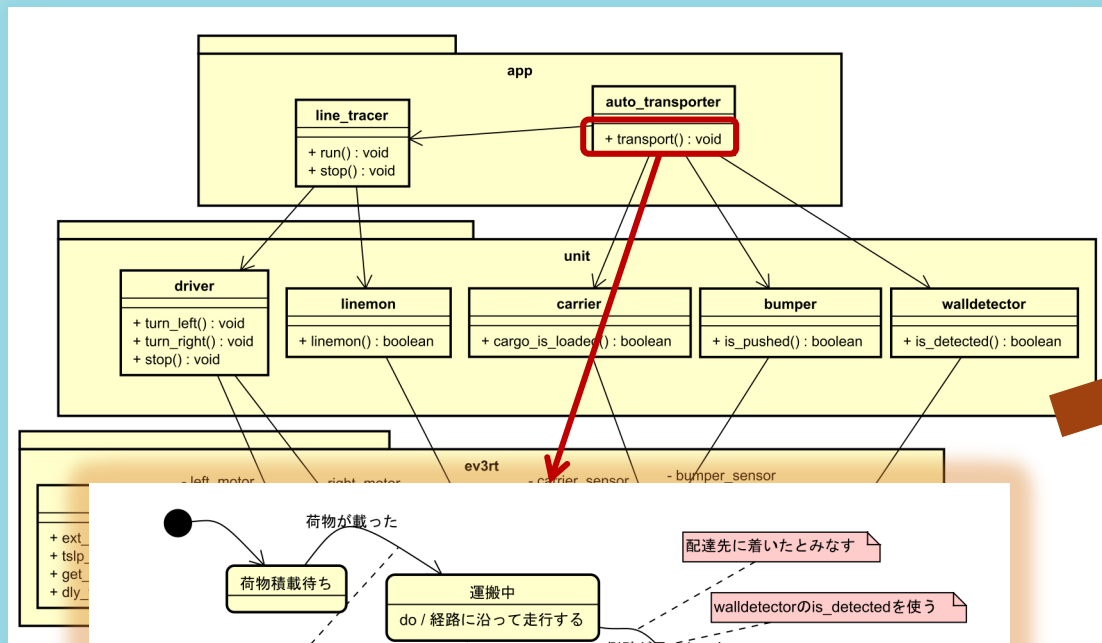 app
line_tracer
+ run() : void
+ stop() : void
auto_transporter
+ transport() : void
unit
driver
+ turn_left() : void
+ turn_right() : void
+ stop() : void
linemon
+ linemon() : boolean
carrier
+ cargo_is_loaded() : boolean
bumper
+ is_pushed() : boolean
walldetector
+ is_detected() : boolean
ev3rt
- left_motor
right_motor
- carrier_sensor
- bumper_sensor
+ ext_
+ tslp_
+ get_
+ dly_
荷物が載った
荷物積載待ち
運搬中
do / 経路に沿って走行する
配達先に着いたとみなす
walldetectorのis_detectedを使う